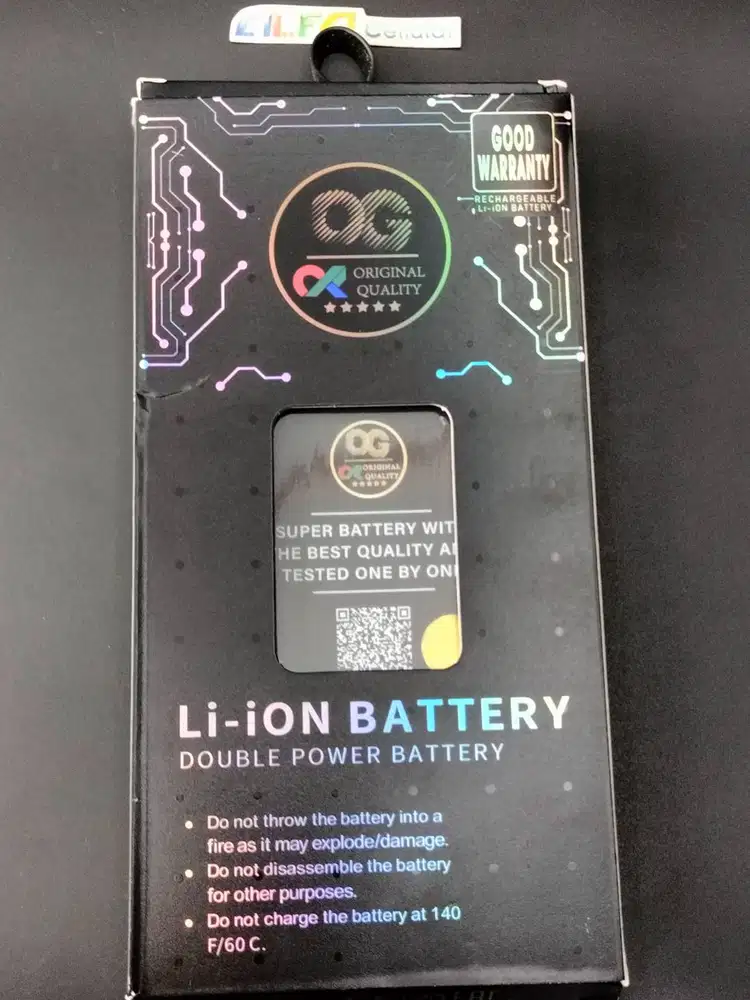 Cellular
GOOD
WARRANTY
RECHARGEABLE
Li-iON BATTERY
OG
ORIGINAL
QUALITY
OG
ORIGINAL
QUALITY
SUPER BATTERY WIT
HE BEST QUALITY A
TESTED ONE BY ON
Li-iON BATTERY
DOUBLE POWER BATTERY
• Do not throw the battery into a
fire as it may explode/damage.
• Do not disassemble the battery
for other purposes.
• Do not charge the battery at 140
F/60 C.